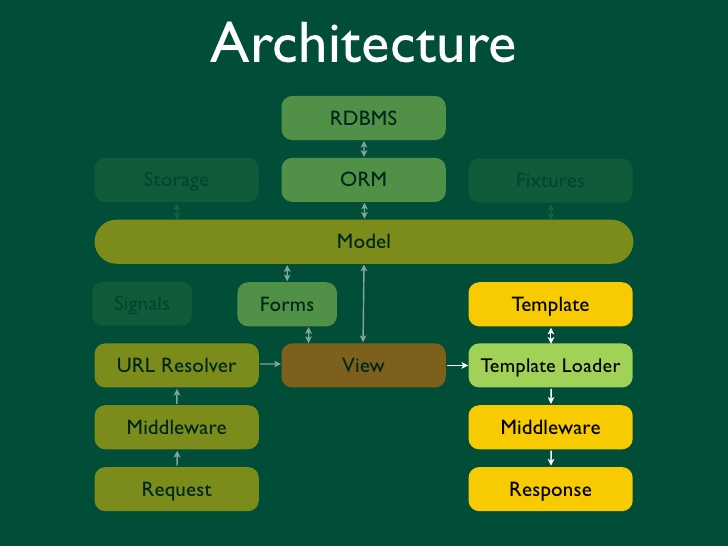 Architecture
RDBMS
Storage
ORM
Fixtures
Model
Signals
Forms
Template
URL Resolver
View
Template Loader
Middleware
Middleware
Request
Response